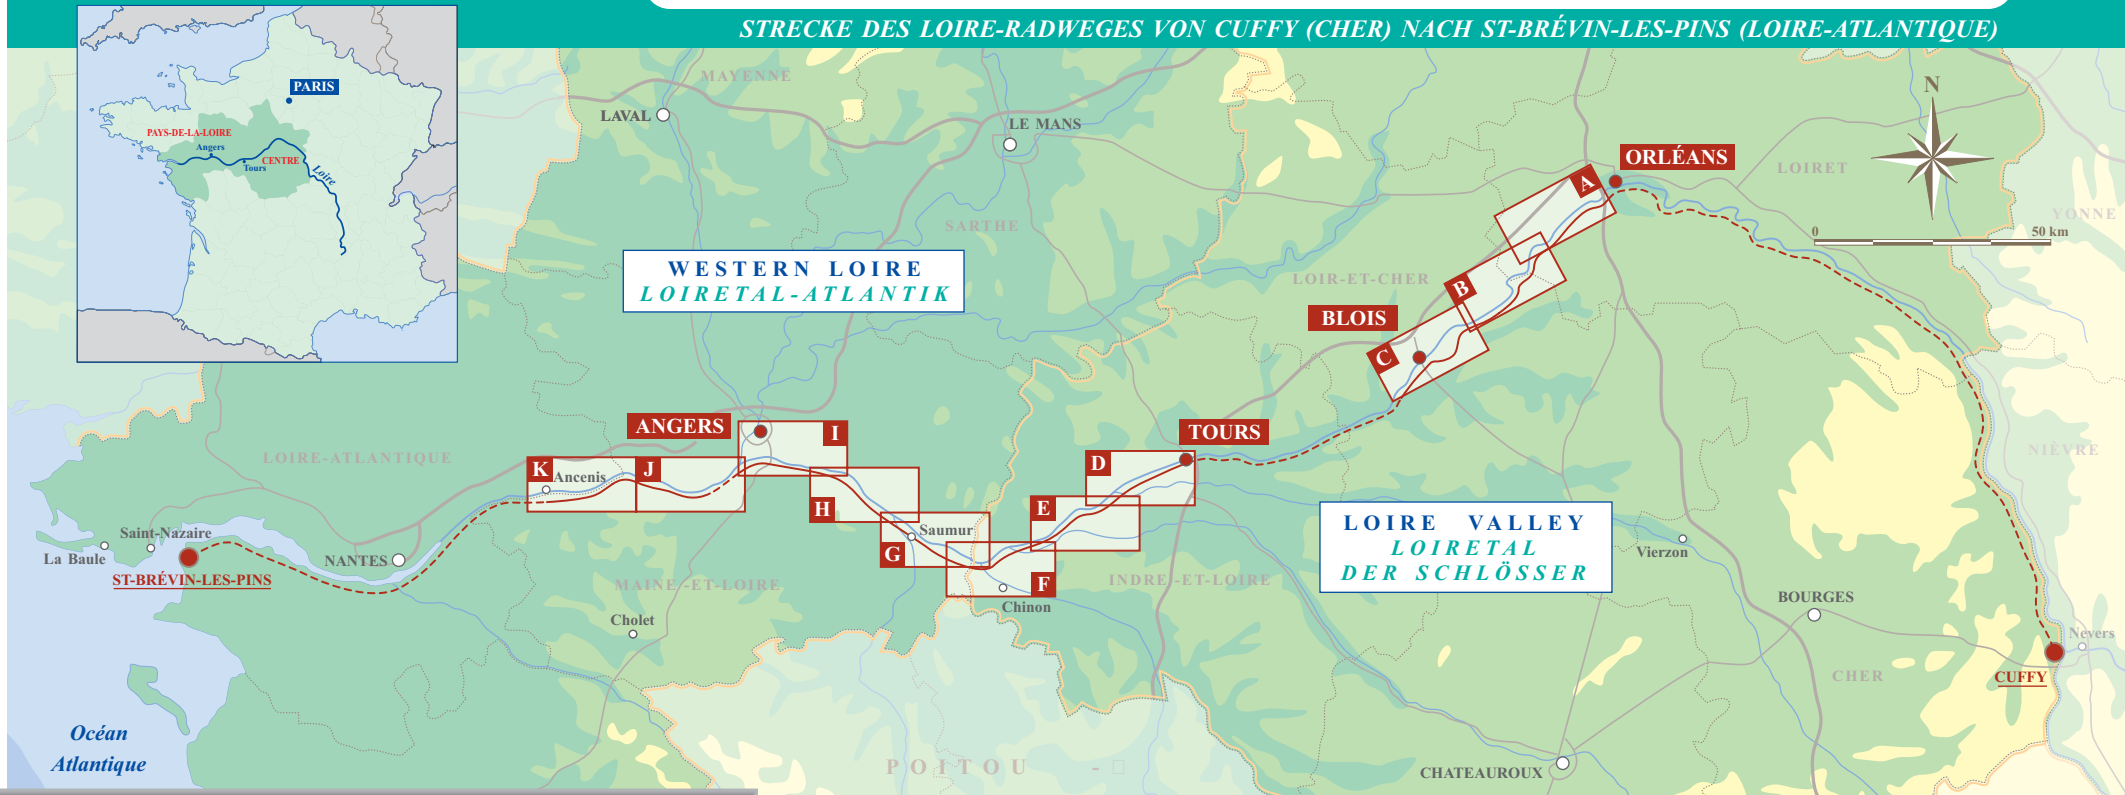 STRECKE DES LOIRE-RADWEGES VON CUFFY (CHER) NACH ST-BRÉVIN-LES-PINS (LOIRE-ATLANTIQUE)
PARIS
PAYS-DE-LA-LOIRE
Angers
Tours
CENTRE
Loire
MAYENNE
LAVAL
LE MANS
SARTHE
N
ORLÉANS
LOIRET
YONNE
0
50 km
A
B
C
LOIR-ET-CHER
BLOIS
WESTERN LOIRE
LOIRETAL-ATLANTIK
ANGERS
I
TOURS
D
LOIRE-ATLANTIQUE
K
Ancenis
J
H
E
NIÈVRE
G
Saumur
F
Chinon
LOIRE VALLEY
LOIRETAL
DER SCHLÖSSER
Saint-Nazaire
La Baule
NANTES
ST-BRÉVIN-LES-PINS
MAINE-ET-LOIRE
INDRE-ET-LOIRE
Vierzon
Cholet
BOURGES
Nevers
CUFFY
CHER
Océan
Atlantique
POITOU -
CHATEAUROUX